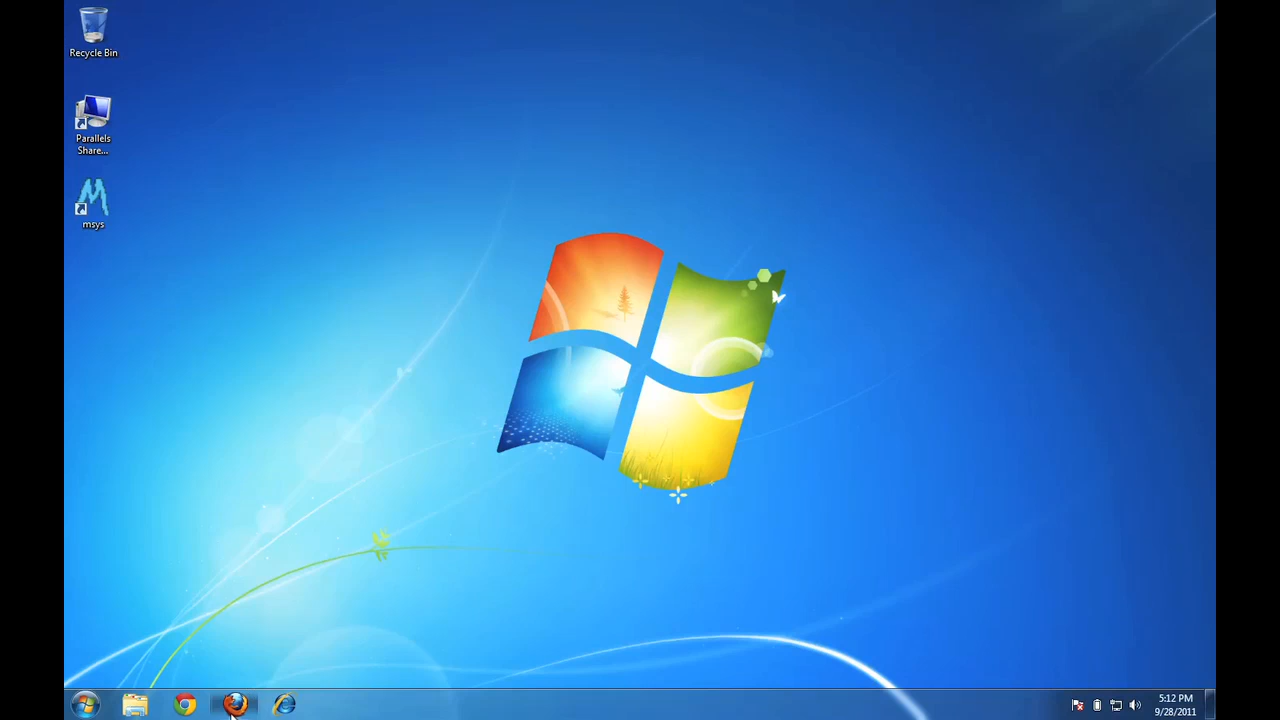 Recycle Bin
Parallels
Share...
msys
5:12 PM
9/28/2011